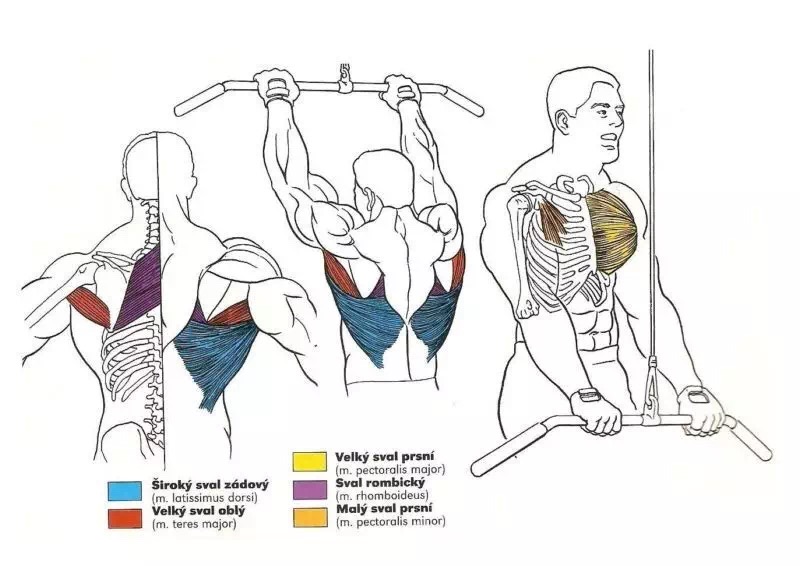 Široký sval zádový
(m. latissimus dorsi)
Velký sval oblý
(m. teres major)
Velký sval prsní
(m. pectoralis major)
Sval rombický
(m. rhomboideus)
Malý sval prsní
(m. pectoralis minor)